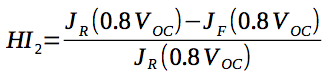 HI₂ = (J_R(0.8 V_OC) − J_F(0.8 V_OC)) / J_R(0.8 V_OC)